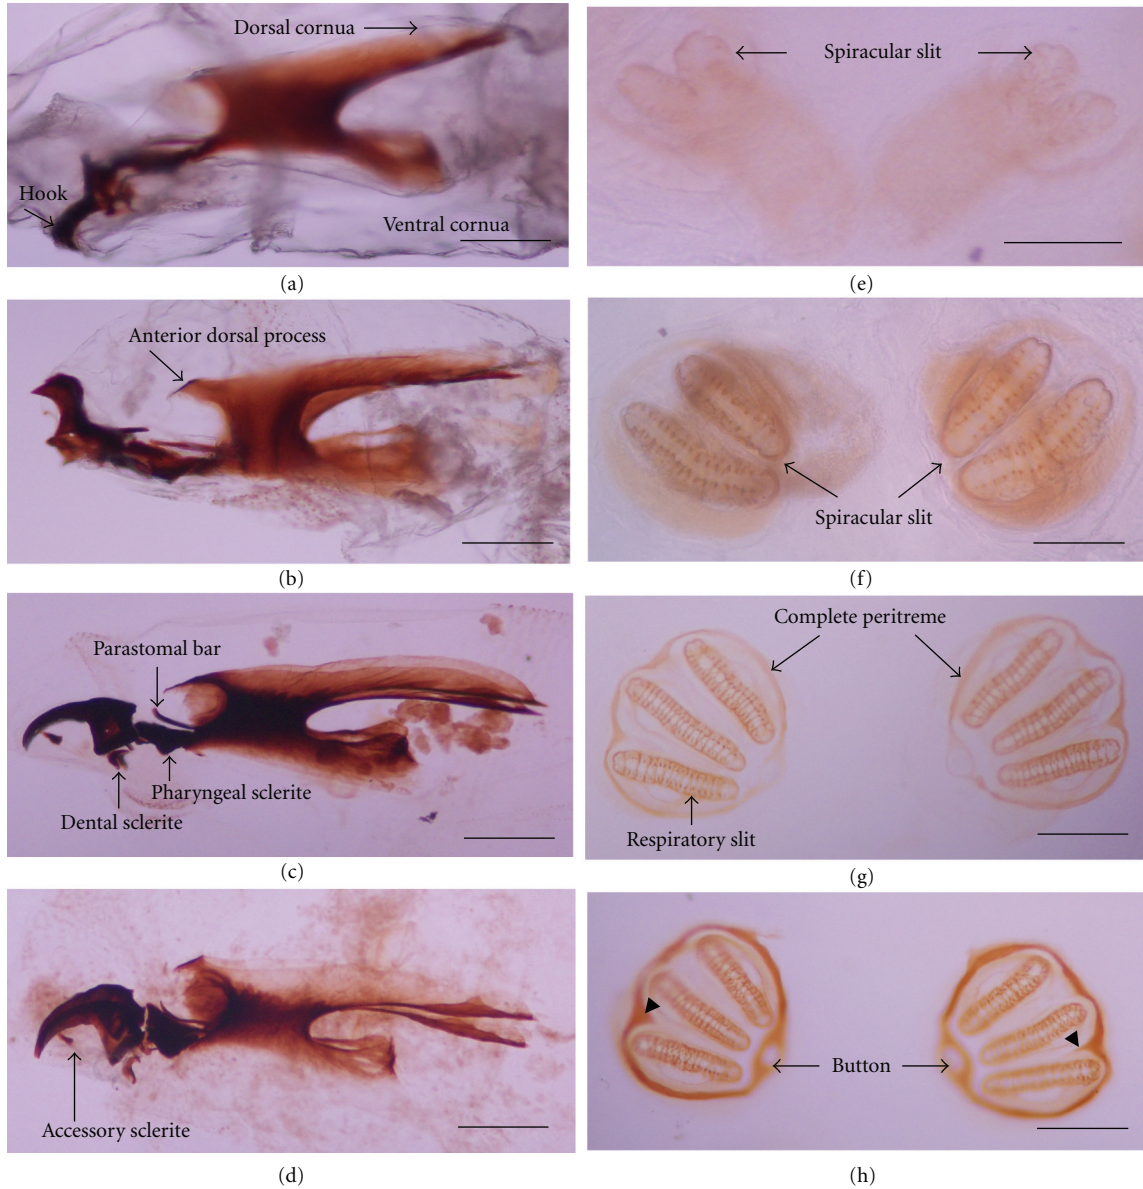 Dorsal cornua
Hook
Ventral cornua
(a)
Spiracular slit
(e)
Anterior dorsal process
(b)
Spiracular slit
(f)
Parastomal bar
Pharyngeal sclerite
Dental sclerite
(c)
Complete peritreme
Respiratory slit
(g)
Accessory sclerite
(d)
Button
(h)